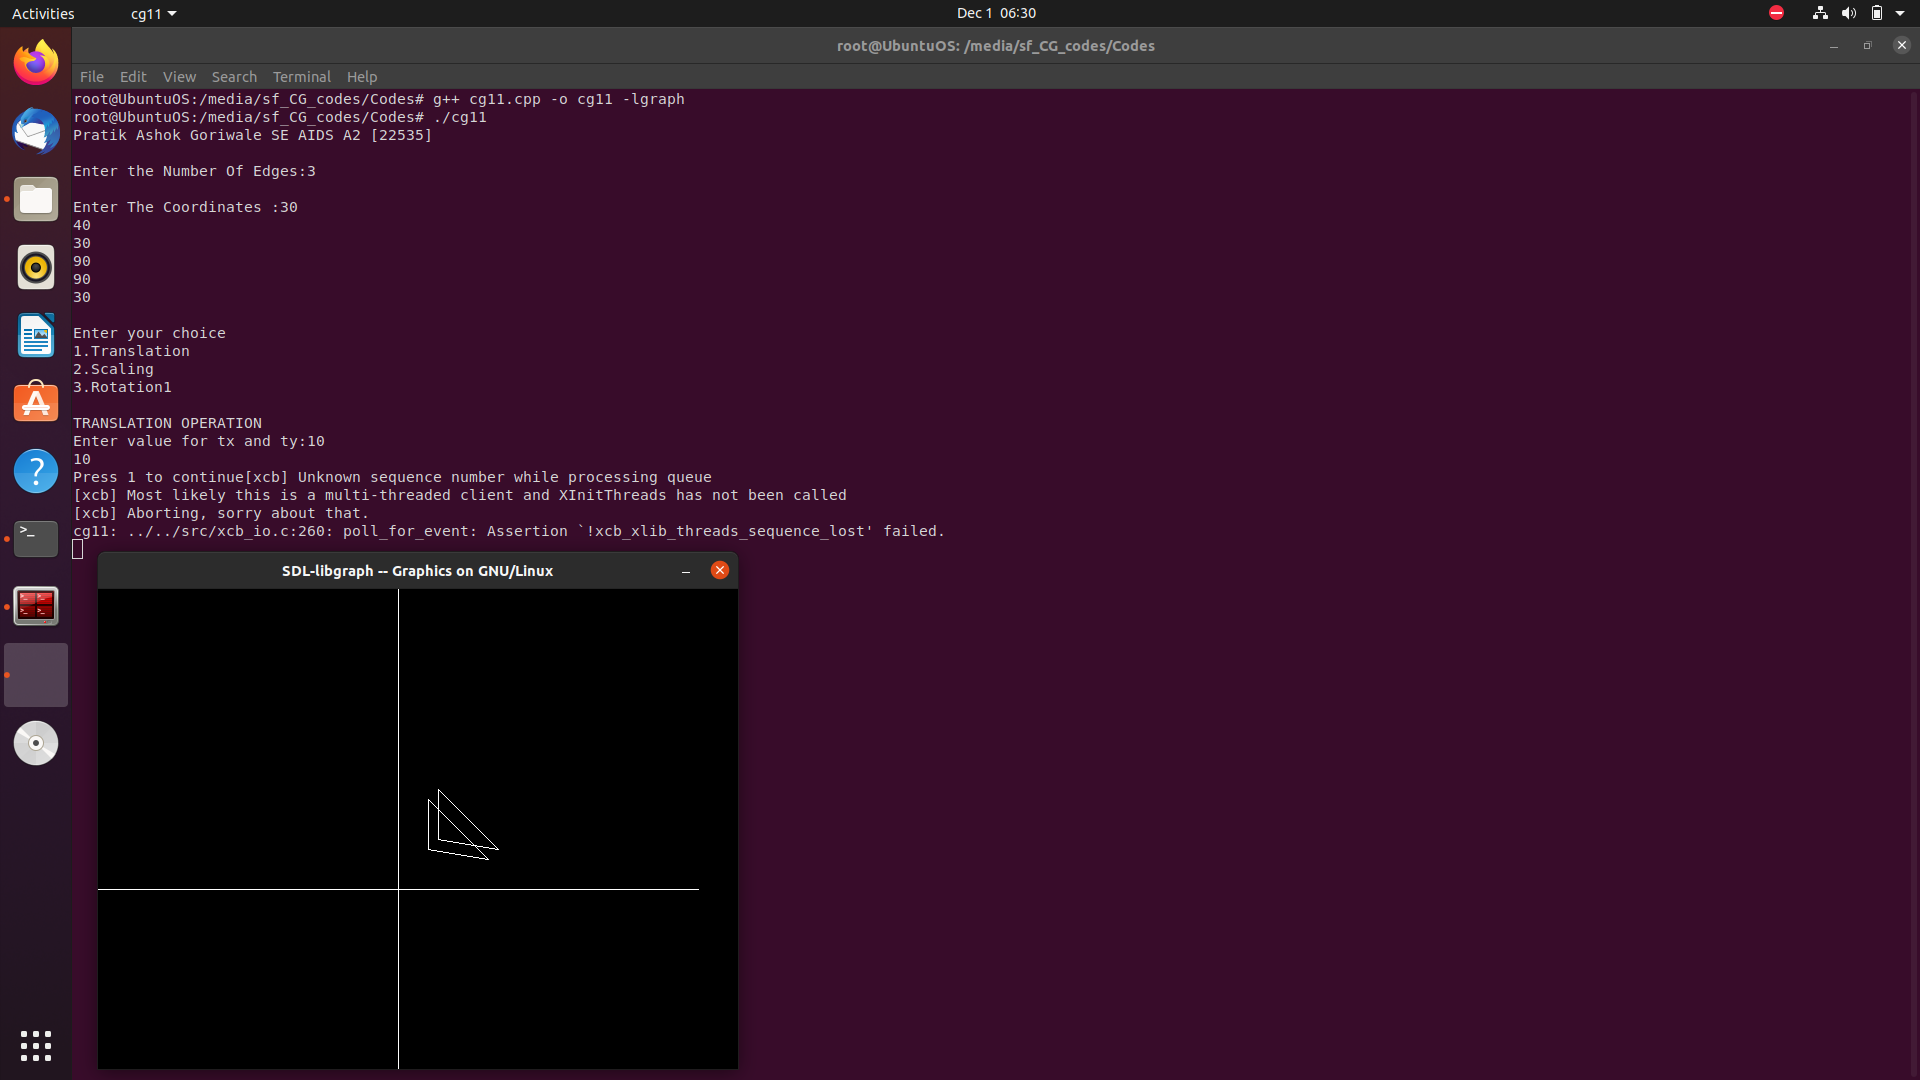 Activities
cg11
Dec 1 06:30
root@UbuntuOS: /media/sf_CG_codes/Codes
File Edit View Search Terminal Help
root@UbuntuOS:/media/sf_CG_codes/Codes# g++ cg11.cpp -o cg11 -lgraph
root@UbuntuOS:/media/sf_CG_codes/Codes# ./cg11
Pratik Ashok Goriwale SE AIDS A2 [22535]
Enter the Number Of Edges:3
Enter The Coordinates :30
40
30
90
90
30
Enter your choice
1.Translation
2.Scaling
3.Rotation1
TRANSLATION OPERATION
Enter value for tx and ty:10
10
Press 1 to continue[xcb] Unknown sequence number while processing queue
[xcb] Most likely this is a multi-threaded client and XInitThreads has not been called
[xcb] Aborting, sorry about that.
cg11: ../../src/xcb_io.c:260: poll_for_event: Assertion `!xcb_xlib_threads_sequence_lost' failed.
SDL-libgraph -- Graphics on GNU/Linux